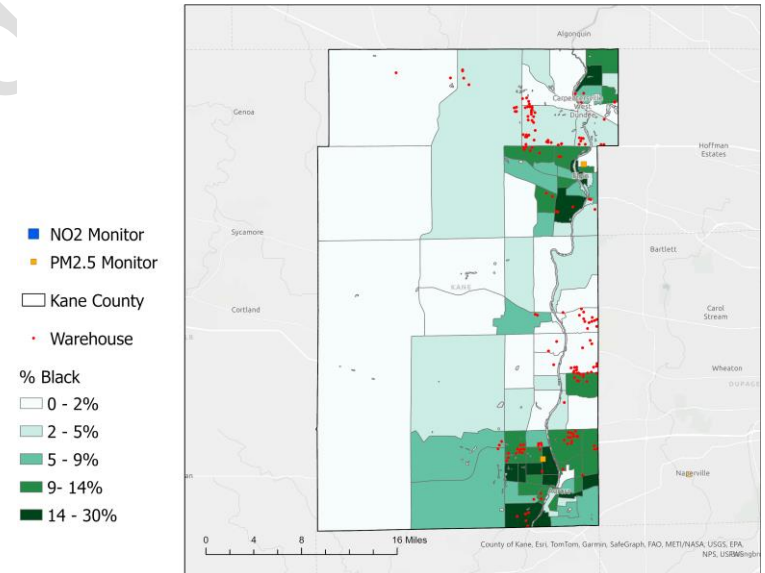 Algonquin
Carpentersville
West
Dundee
Genoa
Hoffman
Estates
Elgin
Sycamore
Bartlett
KANE
Cortland
Carol
Stream
Wheaton
DUPAGE
Naperville
Aurora
NO2 Monitor
PM2.5 Monitor
Kane County
Warehouse
% Black
0 - 2%
2 - 5%
5 - 9%
9- 14%
14 - 30%
0 4 8 16 Miles
County of Kane, Esri, TomTom, Garmin, SafeGraph, FAO, METI/NASA, USGS, EPA,
NPS,